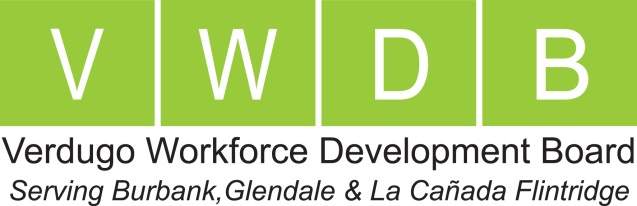 V W D B
Verdugo Workforce Development Board
Serving Burbank, Glendale & La Cañada Flintridge